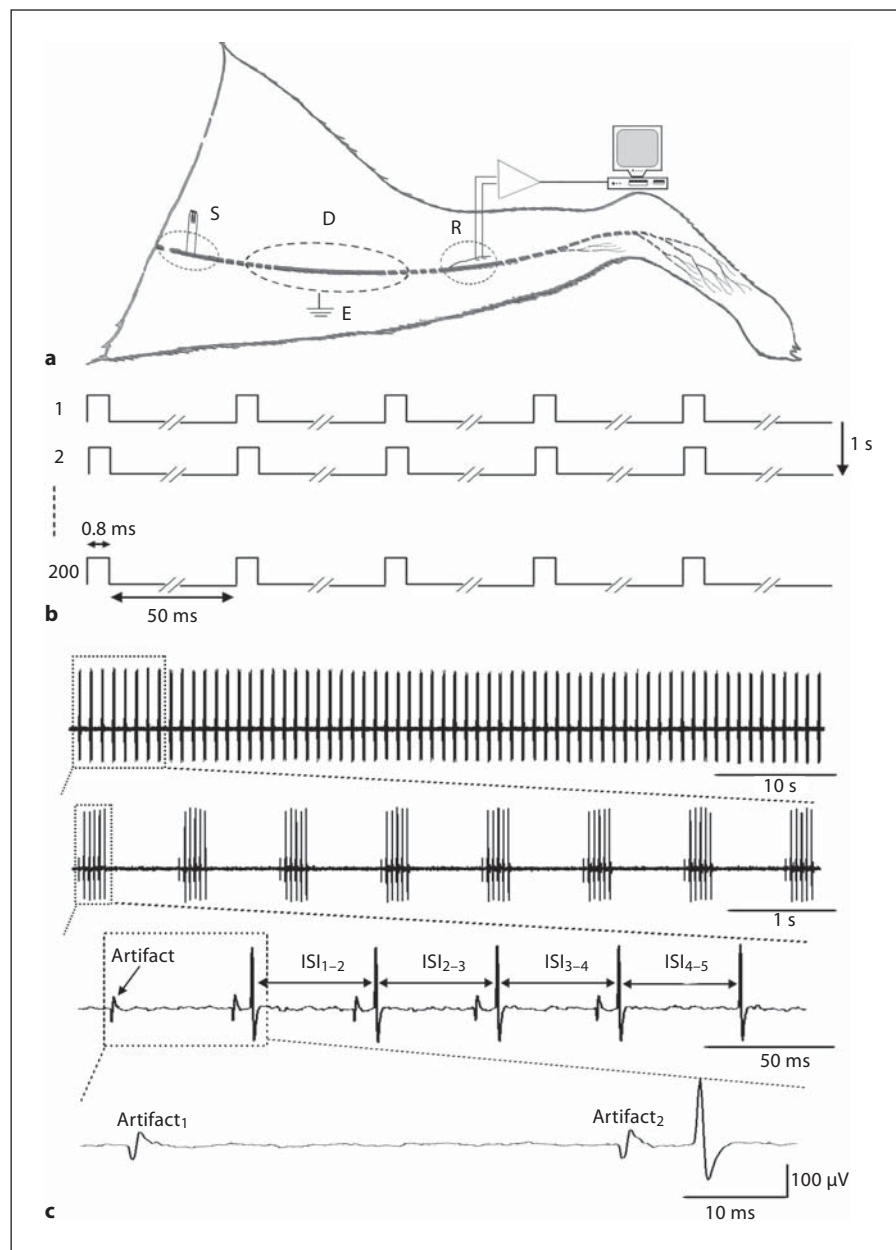 S
D
R
E
a
1
1 s
2
0.8 ms
200
50 ms
b
10 s
1 s
Artifact
ISI1–2
ISI2–3
ISI3–4
ISI4–5
50 ms
Artifact1
Artifact2
100 µV
10 ms
c